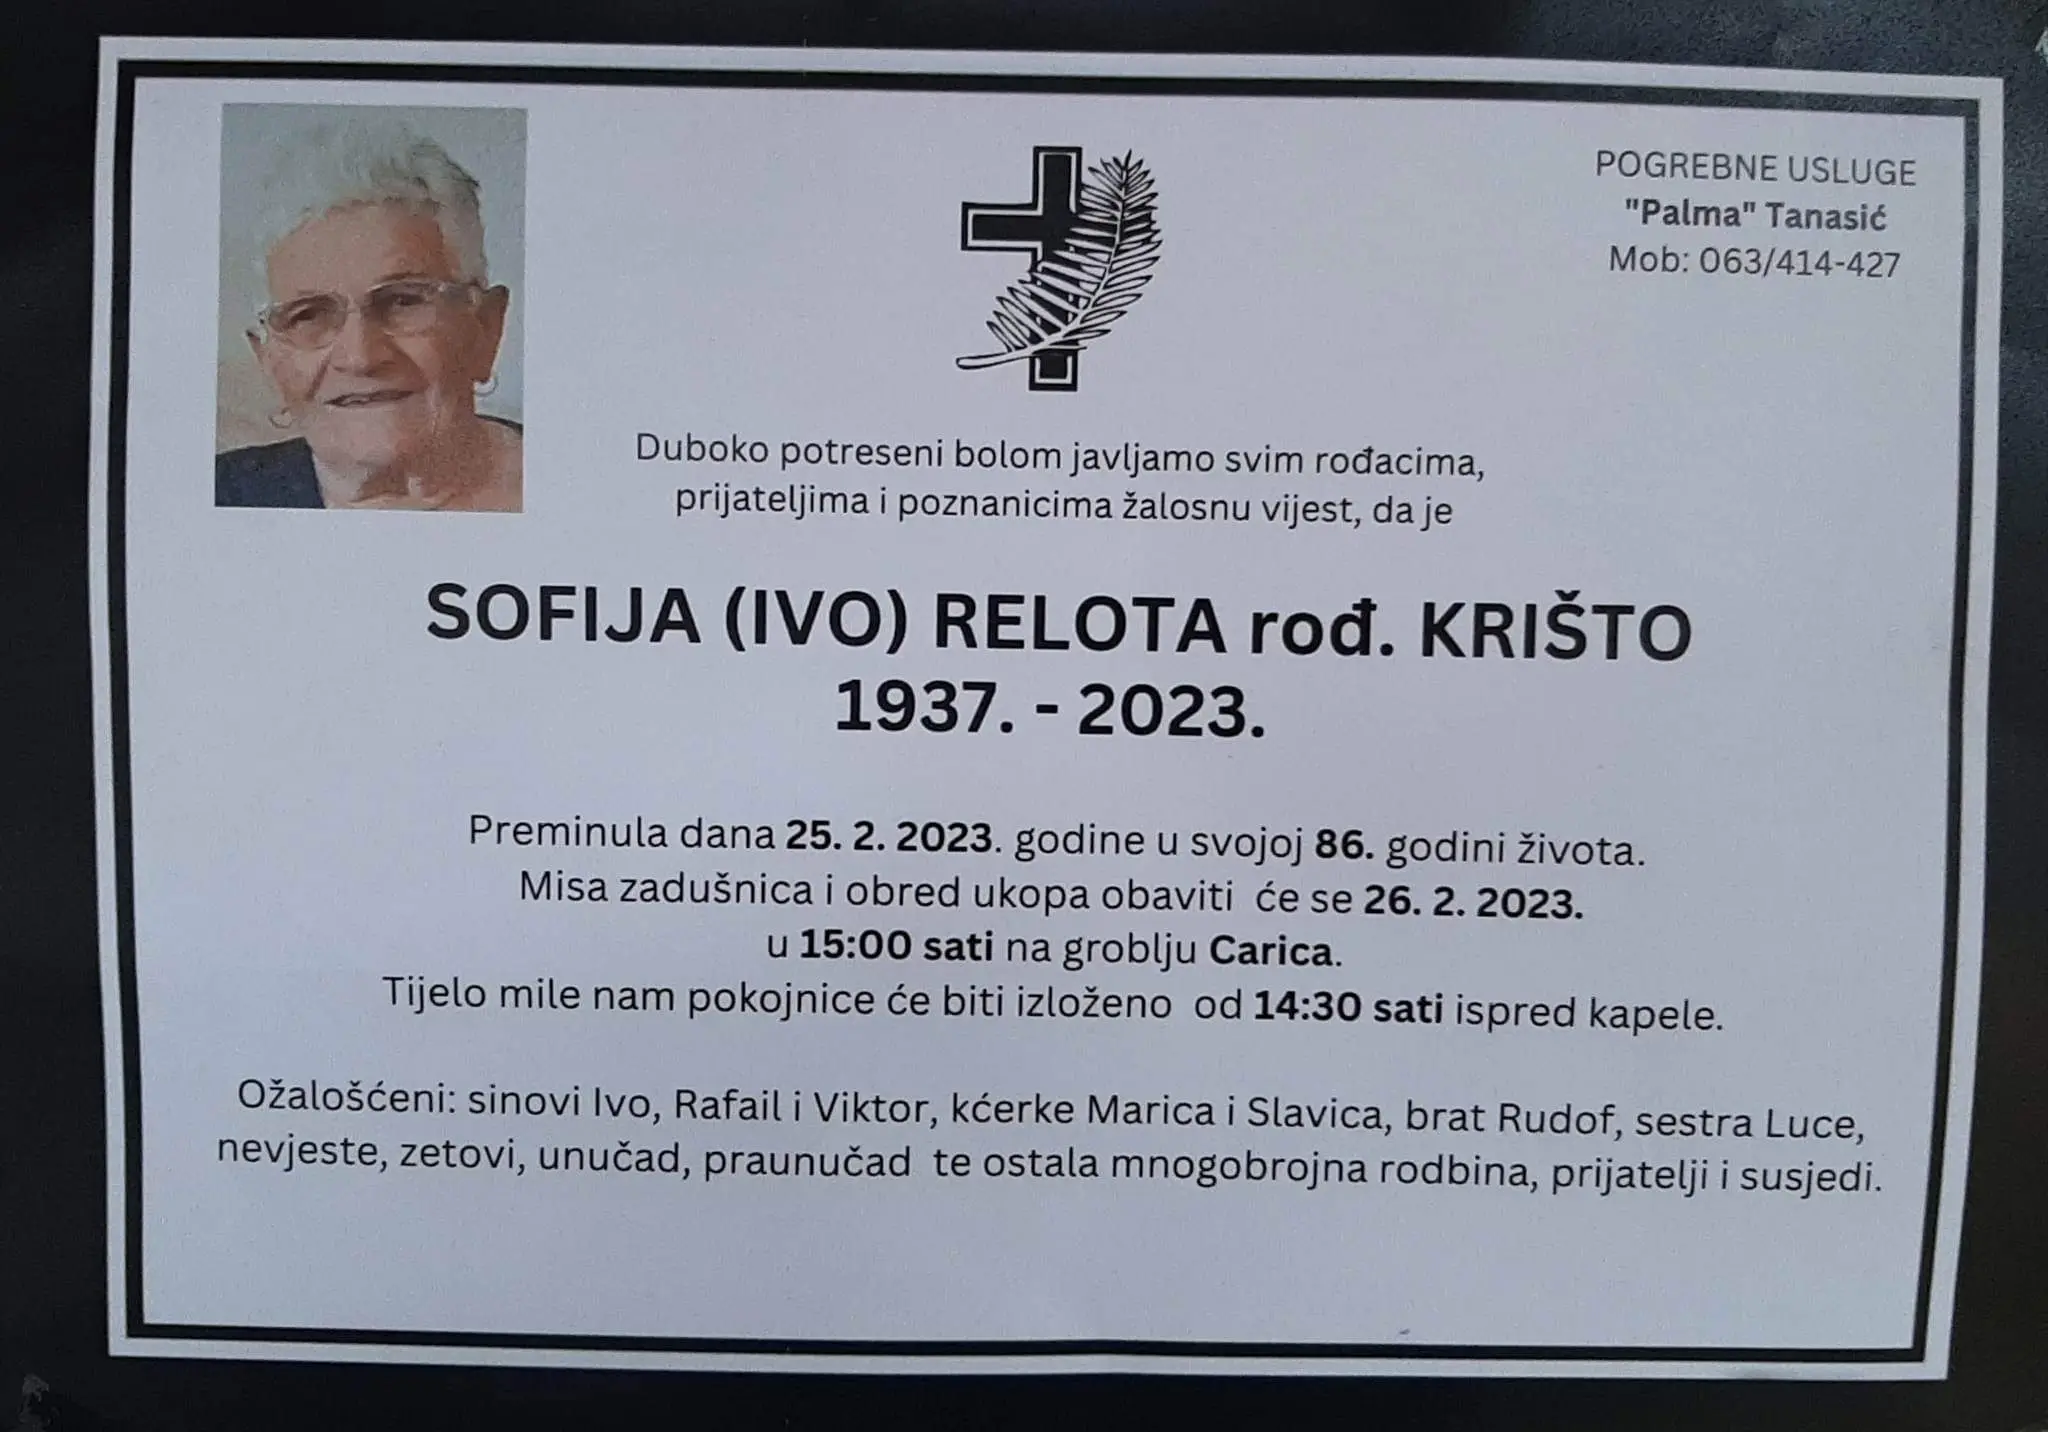 POGREBNE USLUGE
"Palma" Tanasić
Mob: 063/414-427
Duboko potreseni bolom javljamo svim rođacima,
prijateljima i poznanicima žalosnu vijest, da je
SOFIJA (IVO) RELOTA rođ. KRIŠTO
1937. - 2023.
Preminula dana 25. 2. 2023. godine u svojoj 86. godini života.
Misa zadušnica i obred ukopa obaviti će se 26. 2. 2023.
u 15:00 sati na groblju Carica.
Tijelo mile nam pokojnice će biti izloženo od 14:30 sati ispred kapele.
Ožalošćeni: sinovi Ivo, Rafail i Viktor, kćerke Marica i Slavica, brat Rudof, sestra Luce,
nevjeste, zetovi, unučad, praunučad te ostala mnogobrojna rodbina, prijatelji i susjedi.